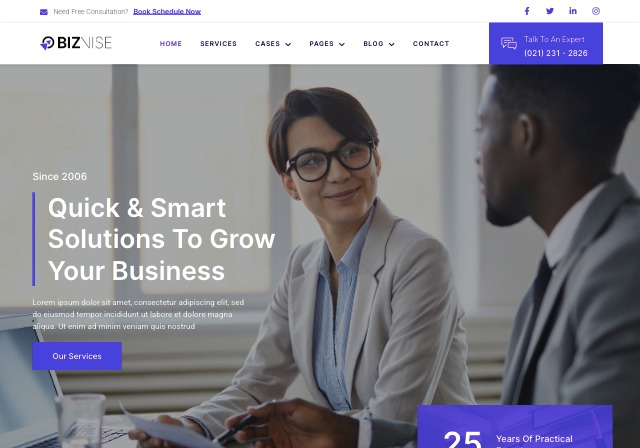 Need Free Consultation? Book Schedule Now
BIZNISE
HOME
SERVICES
CASES
PAGES
BLOG
CONTACT
Talk To An Expert
(021) 231 - 2826
Since 2006
Quick & Smart
Solutions To Grow
Your Business
Lorem ipsum dolor sit amet, consectetur adipiscing elit, sed
do eiusmod tempor incididunt ut labore et dolore magna
aliqua. Ut enim ad minim veniam quis nostrud
Our Services
25
Years Of Practical